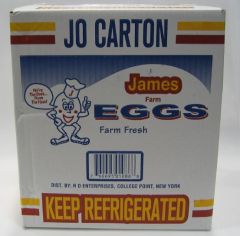 JO CARTON
James
Farm
EGGS
Farm Fresh
DIST. BY: R D ENTERPRISES, COLLEGE POINT, NEW YORK
KEEP REFRIGERATED